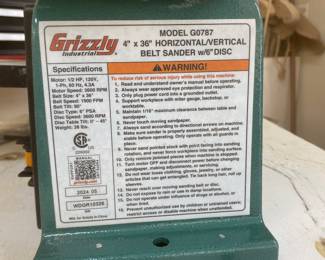 Grizzly
Industrial
MODEL G0787
4" x 36" HORIZONTAL/VERTICAL
BELT SANDER w/6" DISC
Specifications
Motor: 1/2 HP, 120V,
1-Ph, 60 Hz, 4.3A
Motor Speed: 3600 RPM
Belt Size: 4" x 36"
Belt Speed: 1900 FPM
Belt Tilt: 90°
Disc Type: 6" PSA
Disc Speed: 3600 RPM
Disc Table Tilt: 0° - 45°
Weight: 38 lbs.
MANUAL
grizzly.com
2024 05
Date
WDGR10326
S/N
Mfd. for Grizzly in China
WARNING!
To reduce risk of serious injury while using this machine:
1. Read and understand owner's manual before operating.
2. Always wear approved eye protection and respirator.
3. Only plug power cord into a grounded outlet.
4. Support workpiece with miter gauge, backstop, or
worktable.
5. Maintain 1/16" maximum clearance between table and
sandpaper.
6. Never touch moving sandpaper.
7. Always sand according to directional arrows on machine.
8. Make sure sander is properly assembled, adjusted, and
stable before operating. Only operate with all guards in
place.
9. Never sand pointed stock with point facing into sanding
rotation, and never force workpiece into sanding surface.
10. Only remove jammed pieces when machine is stopped.
11. Turn motor OFF and disconnect power before changing
sandpaper, making adjustments, or servicing.
12. Do not wear loose clothing, gloves, jewelry, or other
articles that can get entangled. Tie back long hair, roll up
sleeves.
13. Never reach over moving sanding belt or disc.
14. Do not expose to rain or use in wet areas.
15. Do not operate under influence of drugs or alcohol, or
when tired.
16. Prevent unauthorized use by children or untrained users;
restrict access or disable machine when unattended.